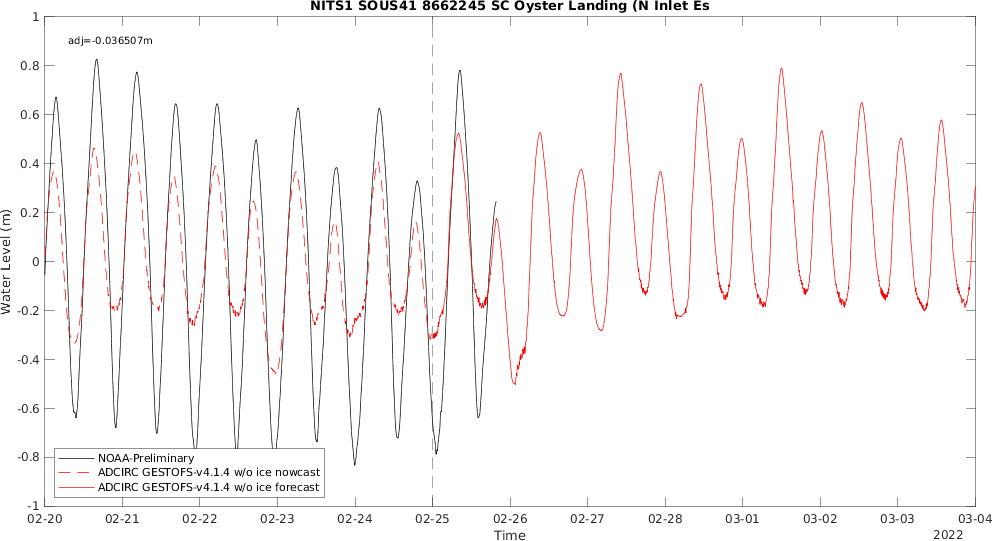 NITS1 SOUS41 8662245 SC Oyster Landing (N Inlet Es
adj=-0.036507m
Water Level (m)
1
0.8
0.6
0.4
0.2
0
-0.2
-0.4
-0.6
-0.8
-1
NOAA-Preliminary
ADCIRC GESTOFS-v4.1.4 w/o ice nowcast
ADCIRC GESTOFS-v4.1.4 w/o ice forecast
02-20 02-21 02-22 02-23 02-24 02-25 02-26 02-27 02-28 03-01 03-02 03-03 03-04
Time
2022